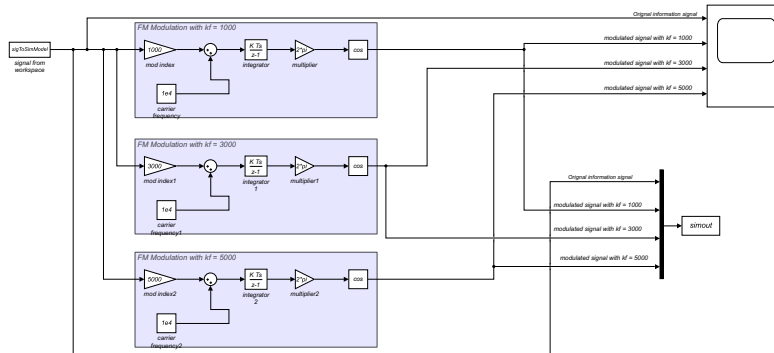 Orignal information signal
FM Modulation with kf = 1000
sigToSimModel
signal from
workspace
1000
mod index
K Ts
z-1
integrator
2*pi
multiplier
cos
modulated signal with kf = 1000
modulated signal with kf = 3000
modulated signal with kf = 5000
1e4
carrier
frequency
FM Modulation with kf = 3000
3000
mod index1
K Ts
z-1
integrator
1
2*pi
multiplier1
cos
1e4
carrier
frequency1
Orignal information signal
modulated signal with kf = 1000
modulated signal with kf = 3000
modulated signal with kf = 5000
simout
FM Modulation with kf = 5000
5000
mod index2
K Ts
z-1
integrator
2
2*pi
multiplier2
cos
1e4
carrier
frequency2